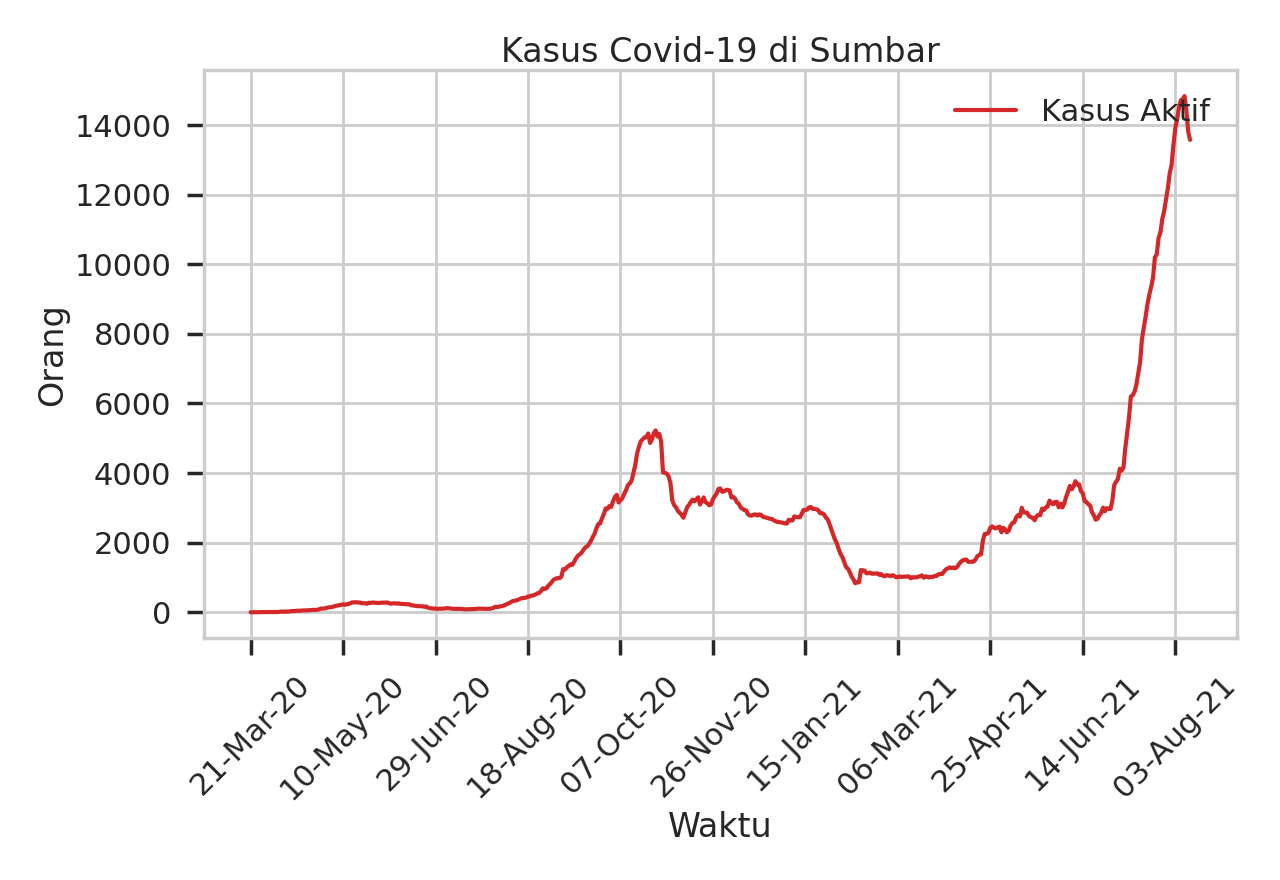 Kasus Covid-19 di Sumbar
Kasus Aktif
14000
12000
10000
8000
6000
4000
2000
0
Orang
21-Mar-20
10-May-20
29-Jun-20
18-Aug-20
07-Oct-20
26-Nov-20
15-Jan-21
06-Mar-21
25-Apr-21
14-Jun-21
03-Aug-21
Waktu